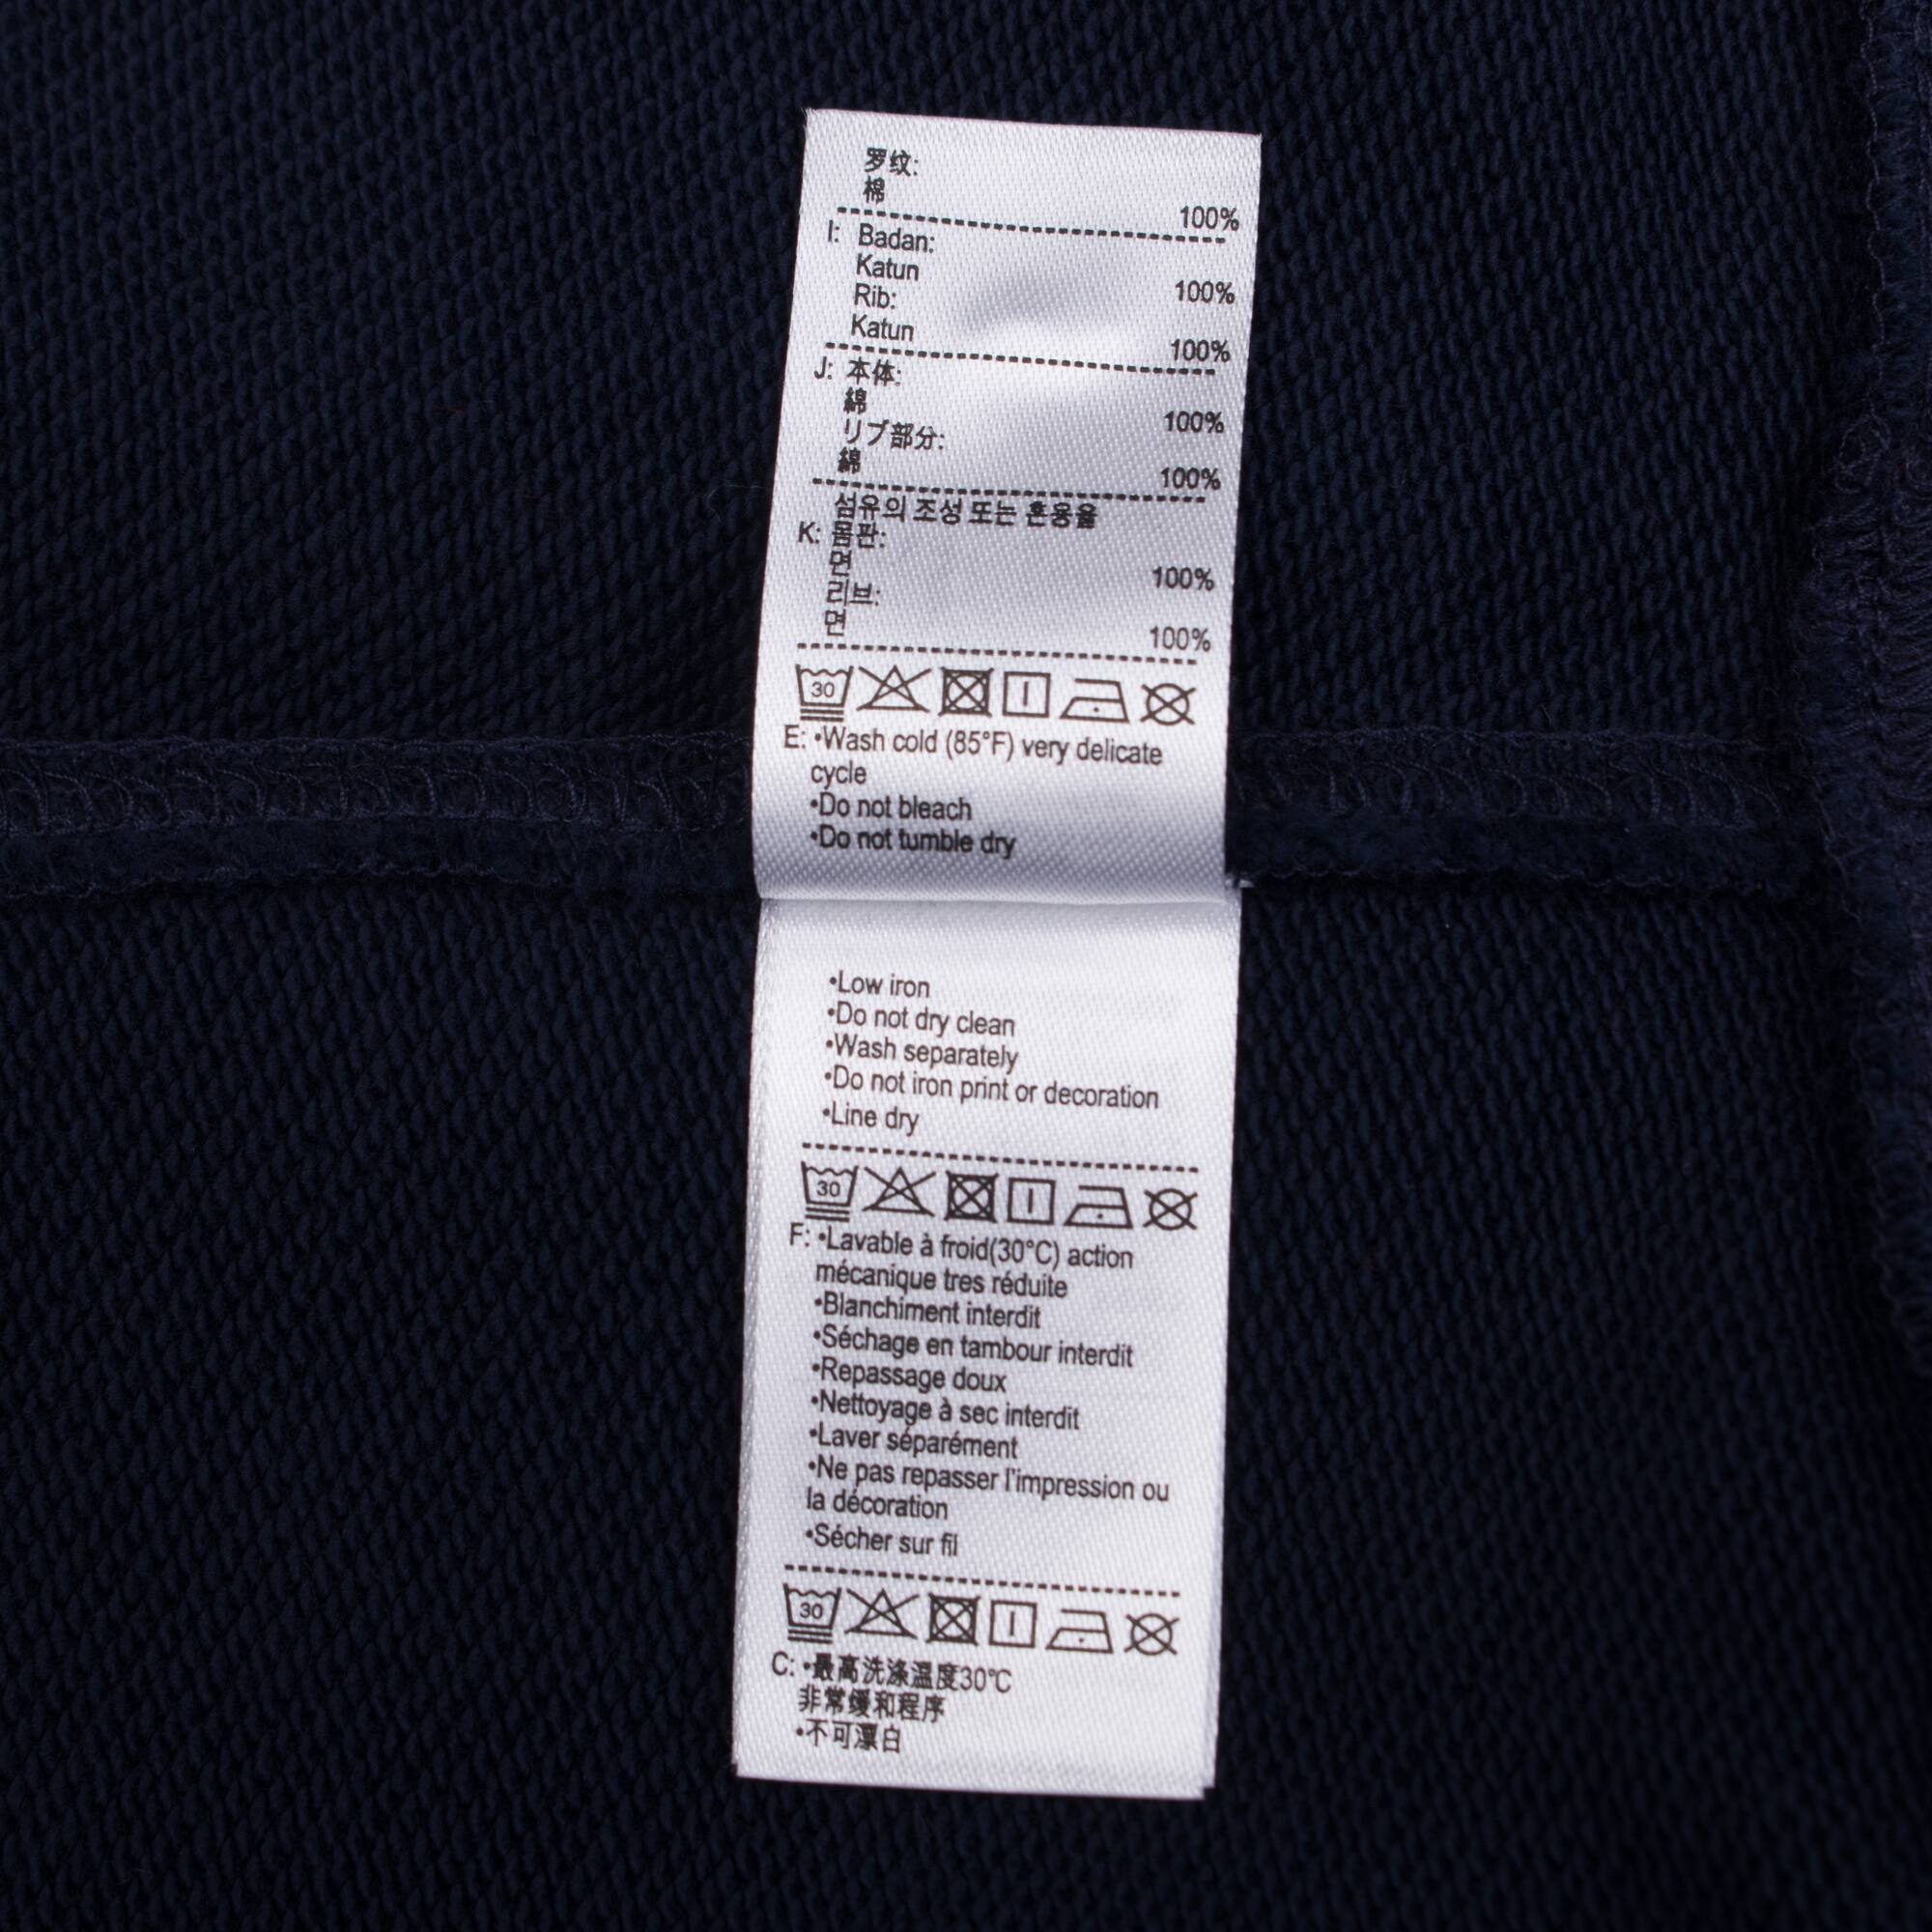 罗纹:
棉 100%
I: Badan:
Katun 100%
Rib:
Katun 100%
J: 本体:
綿 100%
リブ部分:
綿 100%
섬유의 조성 또는 혼용율
K: 몸판:
면 100%
리브:
면 100%
30
E: •Wash cold (85°F) very delicate
cycle
•Do not bleach
•Do not tumble dry
•Low iron
•Do not dry clean
•Wash separately
•Do not iron print or decoration
•Line dry
30
F: •Lavable à froid(30°C) action
mécanique tres réduite
•Blanchiment interdit
•Séchage en tambour interdit
•Repassage doux
•Nettoyage à sec interdit
•Laver séparément
•Ne pas repasser l'impression ou
la décoration
•Sécher sur fil
30
C: •最高洗涤温度30℃
非常缓和程序
•不可漂白